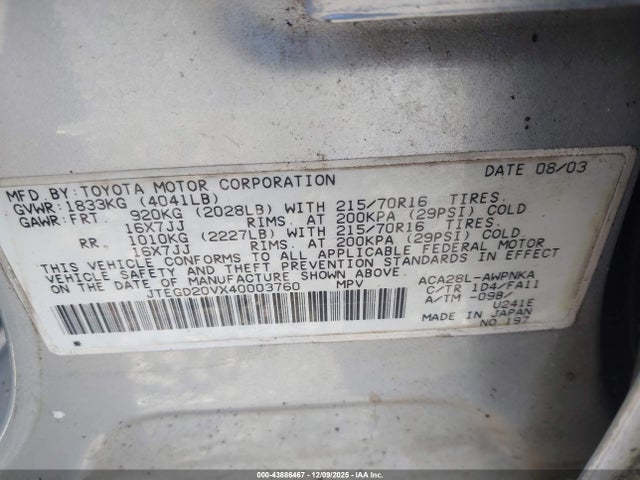 DATE 08/03
MFD.BY:TOYOTA MOTOR CORPORATION
GVWR:1833KG (4041LB)
GAWR:FRT. 920KG (2028LB) WITH 215/70R16 TIRES,
16X7JJ RIMS, AT 200KPA (29PSI) COLD
RR. 1010KG (2227LB) WITH 215/70R16 TIRES,
16X7JJ RIMS, AT 200KPA (29PSI) COLD
THIS VEHICLE CONFORMS TO ALL APPLICABLE FEDERAL MOTOR
VEHICLE SAFETY AND THEFT PREVENTION STANDARDS IN EFFECT
ON THE DATE OF MANUFACTURE SHOWN ABOVE.
JTEGD20VX40003760 MPV
ACA28L-AWPNKA
C/TR 1D4/FA11
A/TM -09B/
U241E
MADE IN JAPAN
NO.197
000-43886467 • 12/09/2025 • IAA HOLDINGS, LLC